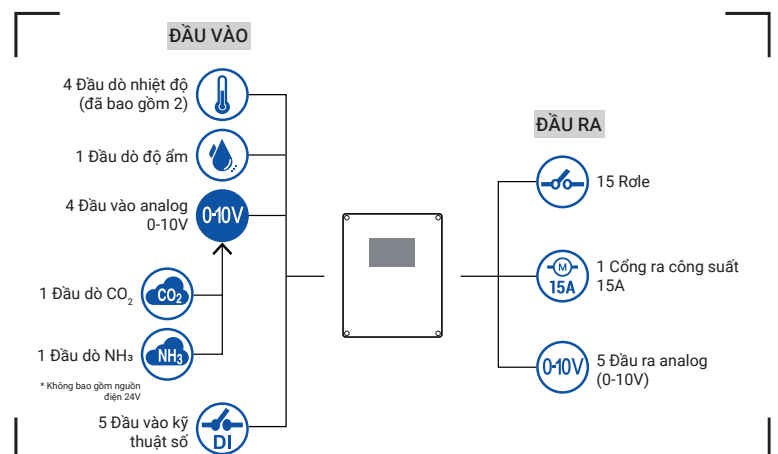 ĐẦU VÀO
4 Đầu dò nhiệt độ
(đã bao gồm 2)
1 Đầu dò độ ẩm
4 Đầu vào analog
0-10V
0-10V
1 Đầu dò CO₂
CO₂
1 Đầu dò NH₃
NH₃
* Không bao gồm nguồn
điện 24V
5 Đầu vào kỹ
thuật số
DI
ĐẦU RA
15 Rơle
M
15A
1 Cổng ra công suất
15A
0-10V
5 Đầu ra analog
(0-10V)